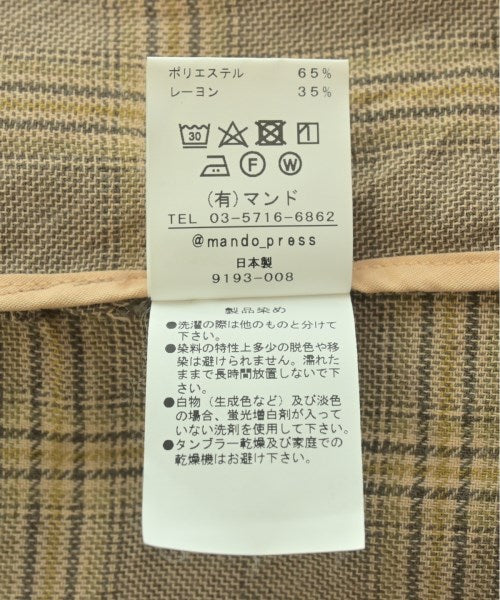 ポリエステル 65%
レーヨン 35%
30
F W
(有)マンド
TEL 03-5716-6862
@mando_press
日本製
9193-008
製品染め
●洗濯の際は他のものと分けて
下さい。
●染料の特性上多少の脱色や移
染は避けられません。濡れた
ままで長時間放置しないで下
さい。
●白物(生成色など)及び淡色
の場合、蛍光増白剤が入って
いない洗剤を使用して下さい。
●タンブラー乾燥及び家庭での
乾燥機はお避け下さい。